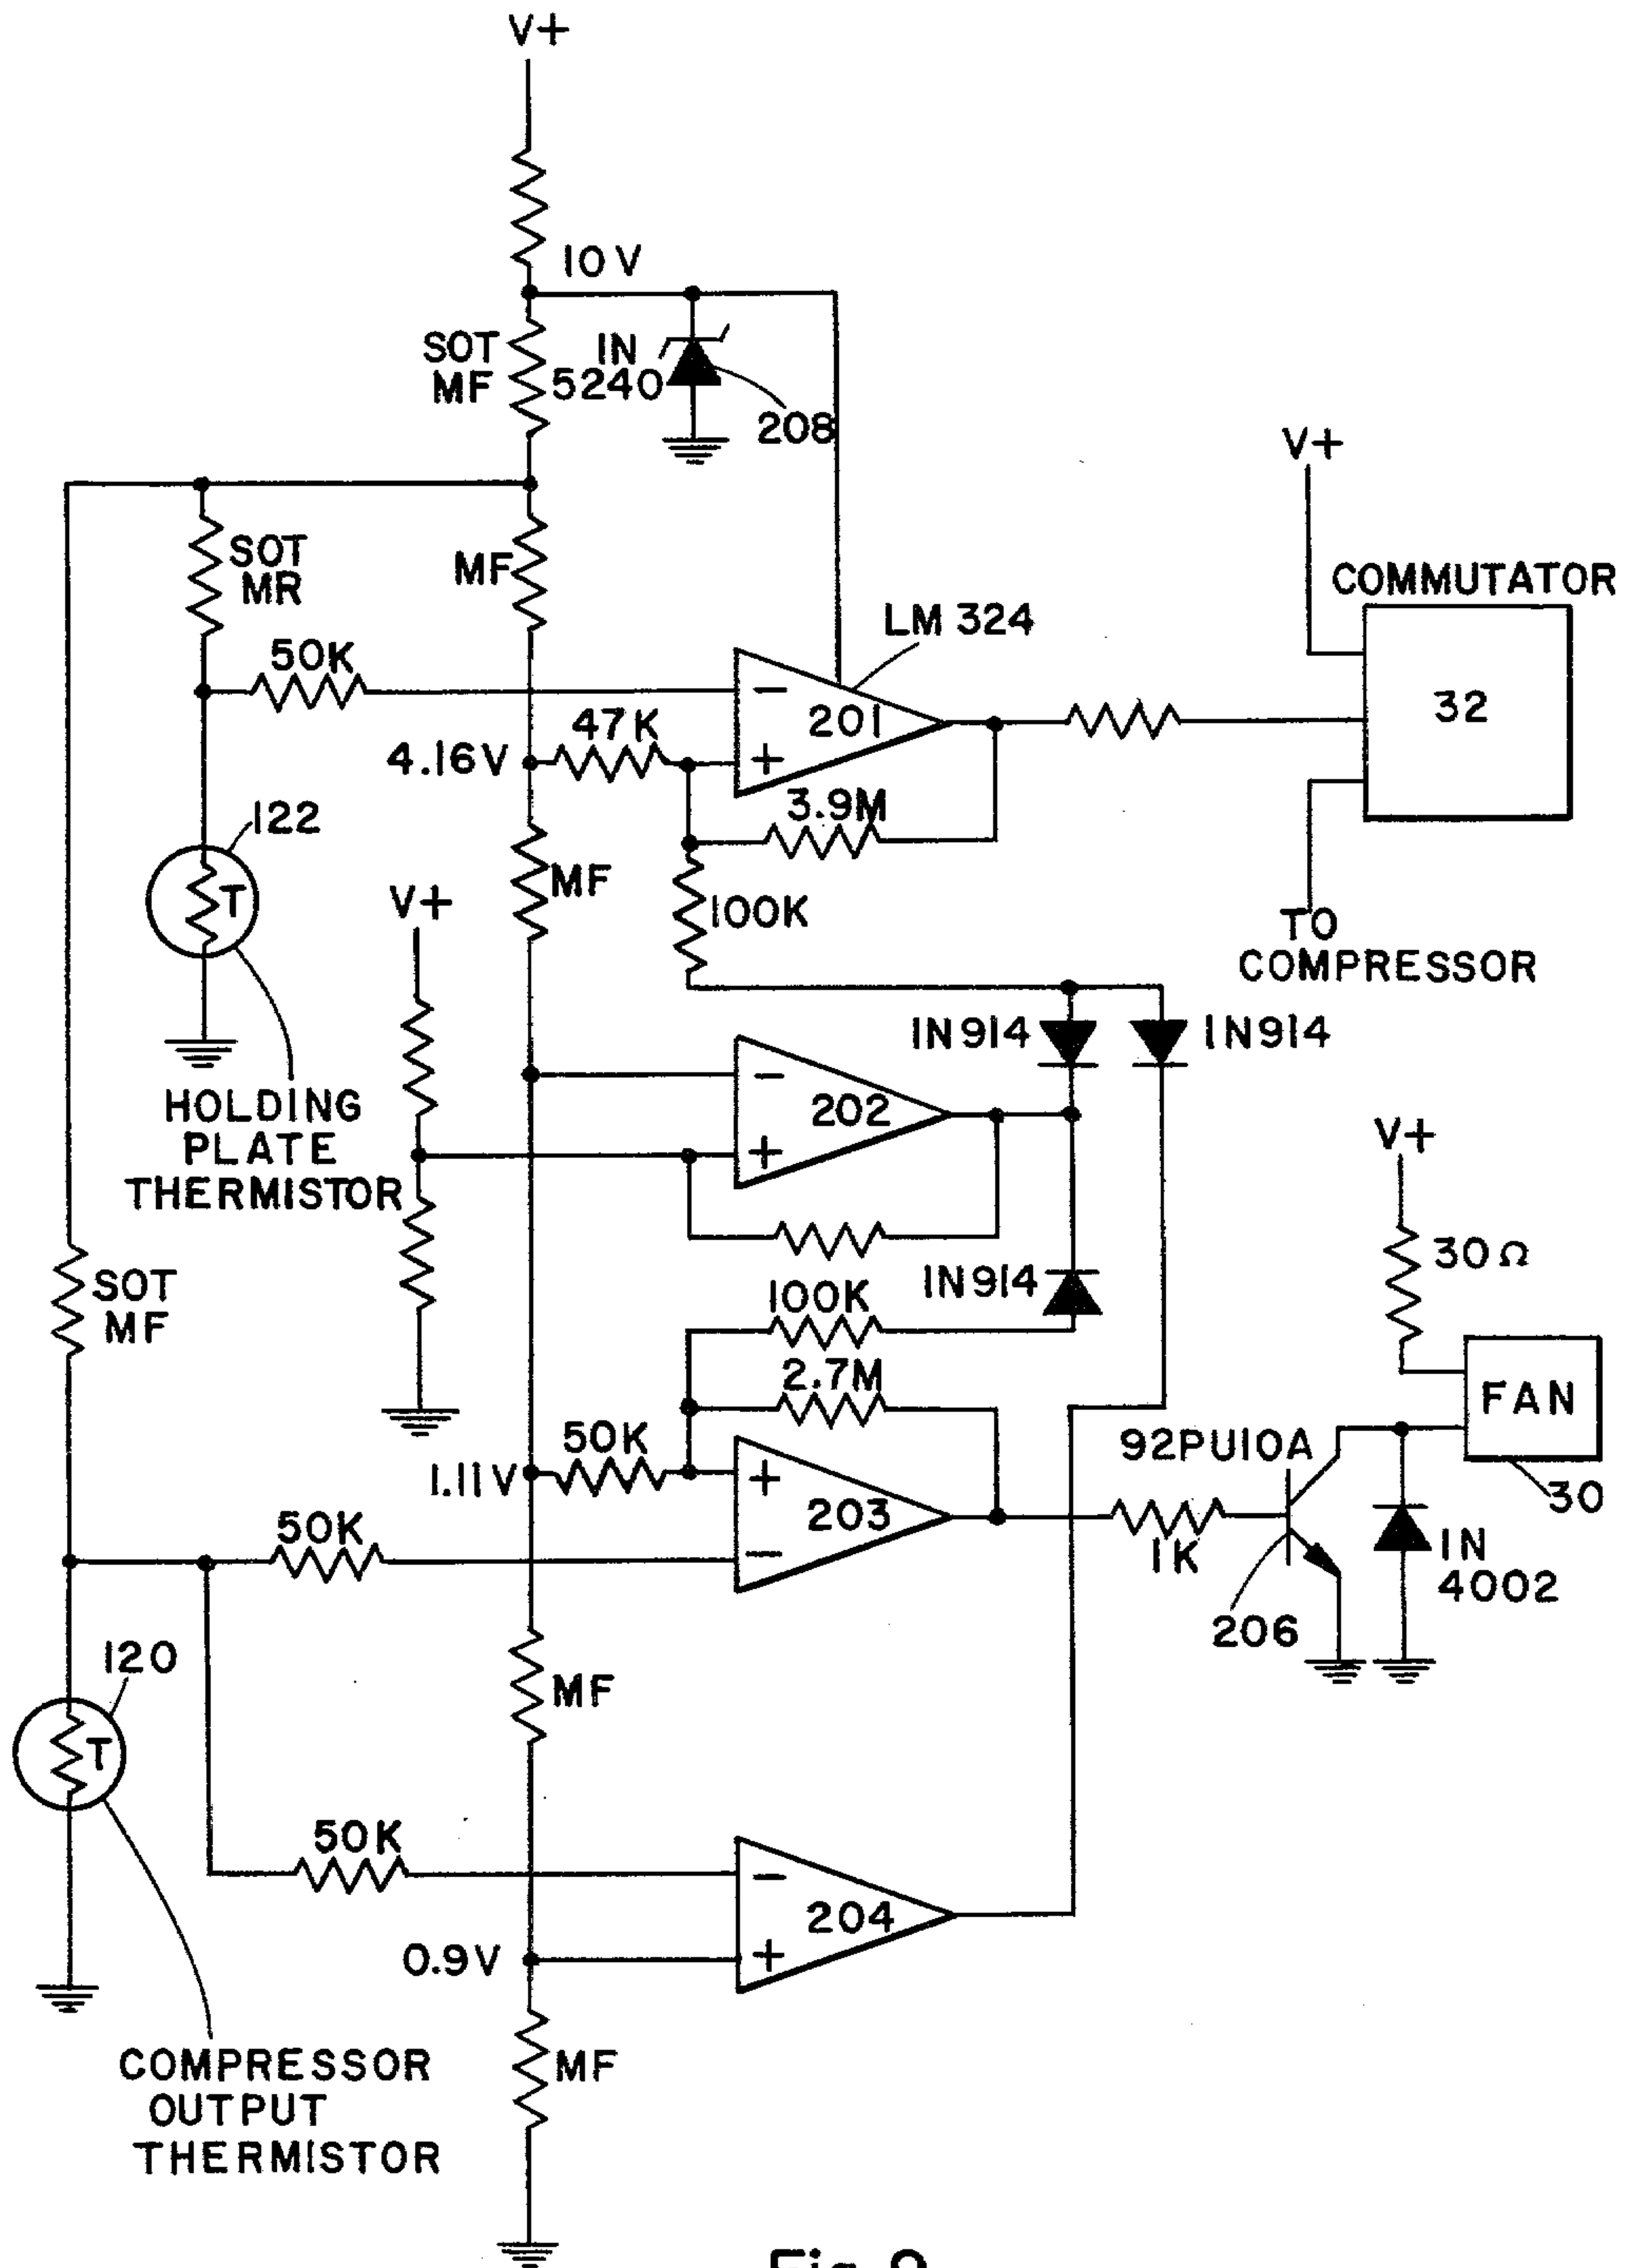 V+
10V
SOT
MF
IN
5240
208
V+
SOT
MR
MF
COMMUTATOR
LM 324
50K
32
201
47K
4.16V
3.9M
122
T
MF
V+
100K
TO
COMPRESSOR
IN914
IN914
202
HOLDING
PLATE
THERMISTOR
V+
30Ω
SOT
MF
IN914
100K
2.7M
FAN
92PU10A
50K
1.11V
203
30
50K
1K
IN
4002
206
120
MF
T
50K
204
0.9V
COMPRESSOR
OUTPUT
THERMISTOR
MF